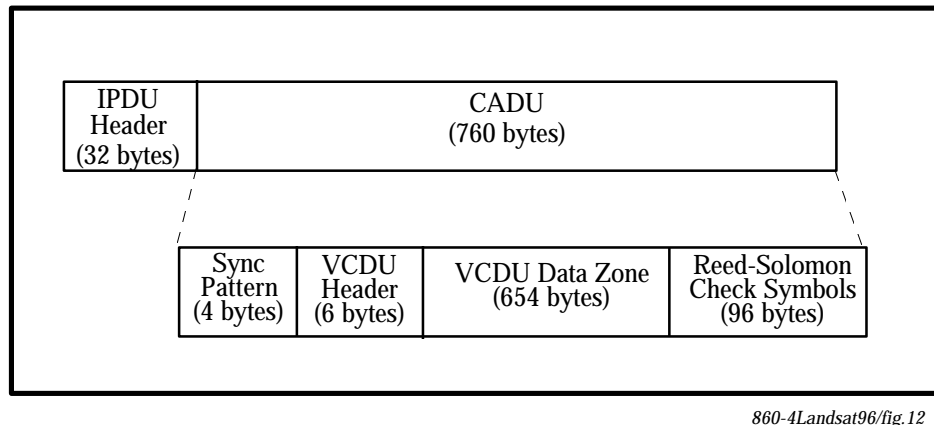 IPDU
Header
(32 bytes)
CADU
(760 bytes)
Sync
Pattern
(4 bytes)
VCDU
Header
(6 bytes)
VCDU Data Zone
(654 bytes)
Reed-Solomon
Check Symbols
(96 bytes)
860-4Landsat96/fig.12